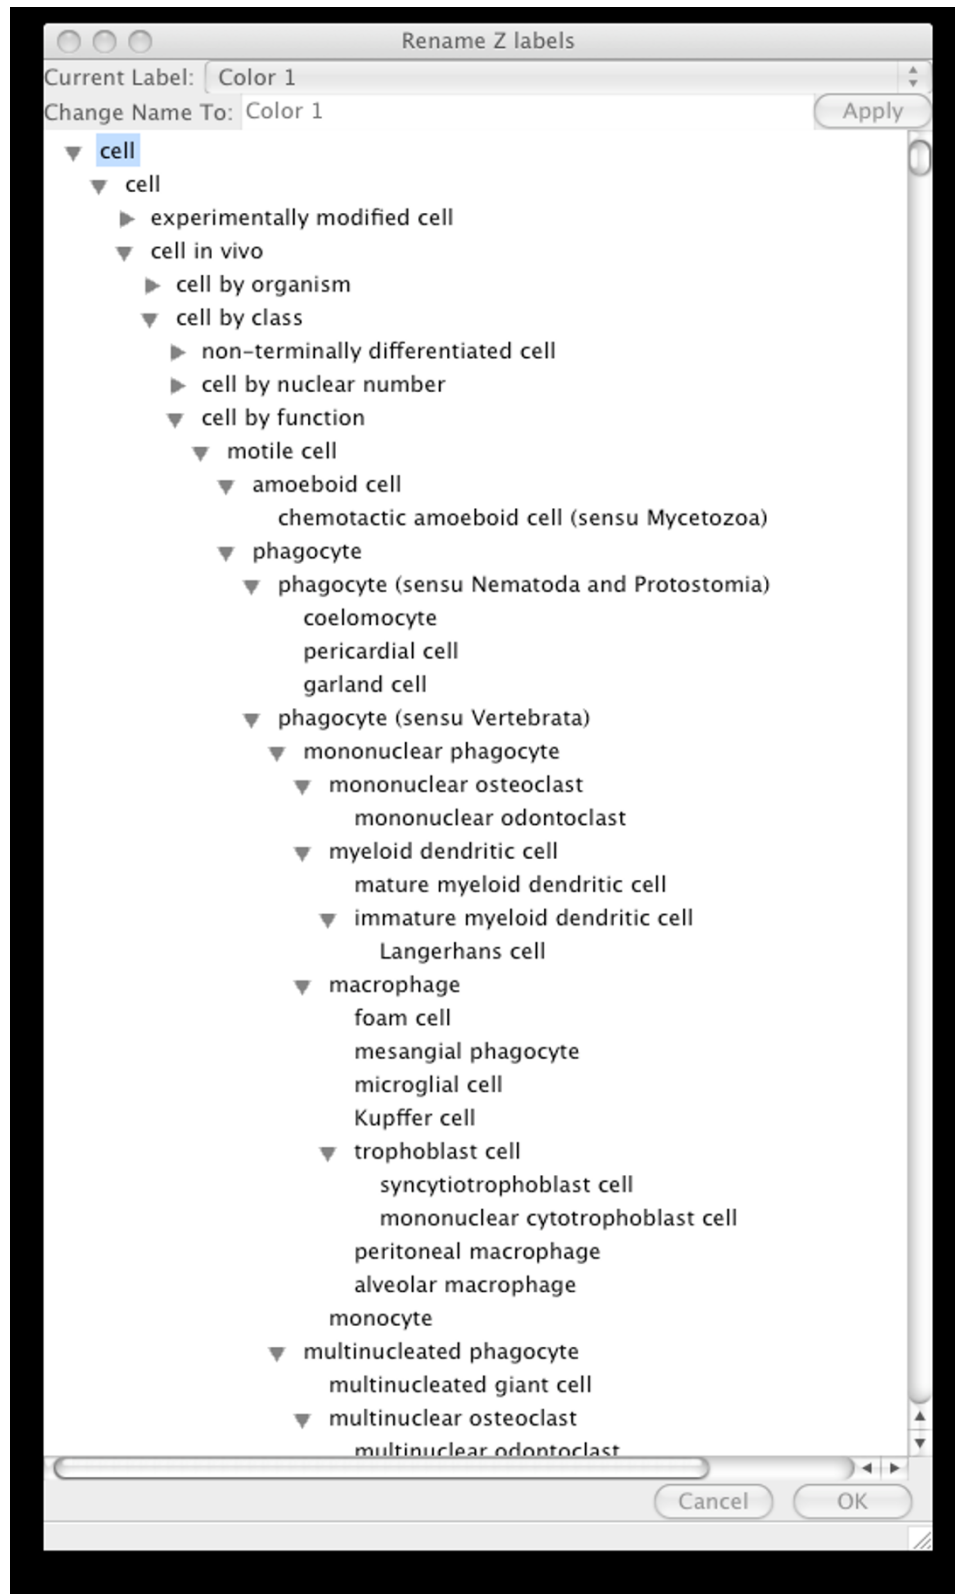 Rename Z labels
Current Label: Color 1
Change Name To: Color 1 Apply
cell
cell
experimentally modified cell
cell in vivo
cell by organism
cell by class
non-terminally differentiated cell
cell by nuclear number
cell by function
motile cell
amoeboid cell
chemotactic amoeboid cell (sensu Mycetozoa)
phagocyte
phagocyte (sensu Nematoda and Protostomia)
coelomocyte
pericardial cell
garland cell
phagocyte (sensu Vertebrata)
mononuclear phagocyte
mononuclear osteoclast
mononuclear odontoclast
myeloid dendritic cell
mature myeloid dendritic cell
immature myeloid dendritic cell
Langerhans cell
macrophage
foam cell
mesangial phagocyte
microglial cell
Kupffer cell
trophoblast cell
syncytiotrophoblast cell
mononuclear cytotrophoblast cell
peritoneal macrophage
alveolar macrophage
monocyte
multinucleated phagocyte
multinucleated giant cell
multinuclear osteoclast
multinuclear odontoclast
Cancel OK